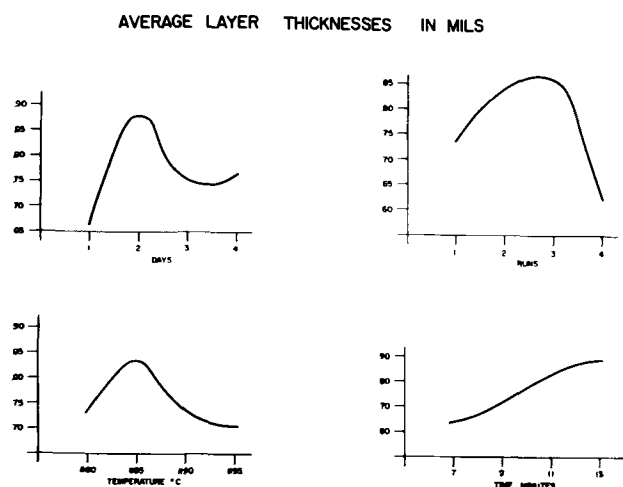 AVERAGE LAYER THICKNESSES IN MILS
.90
.85
.80
.75
.70
.65
1 2 3 4
DAYS
.85
.80
.75
.70
.65
.60
1 2 3 4
RUNS
.90
.85
.80
.75
.70
880 885 890 895
TEMPERATURE °C
.90
.80
.70
.60
7 9 11 13
TIME MINUTES